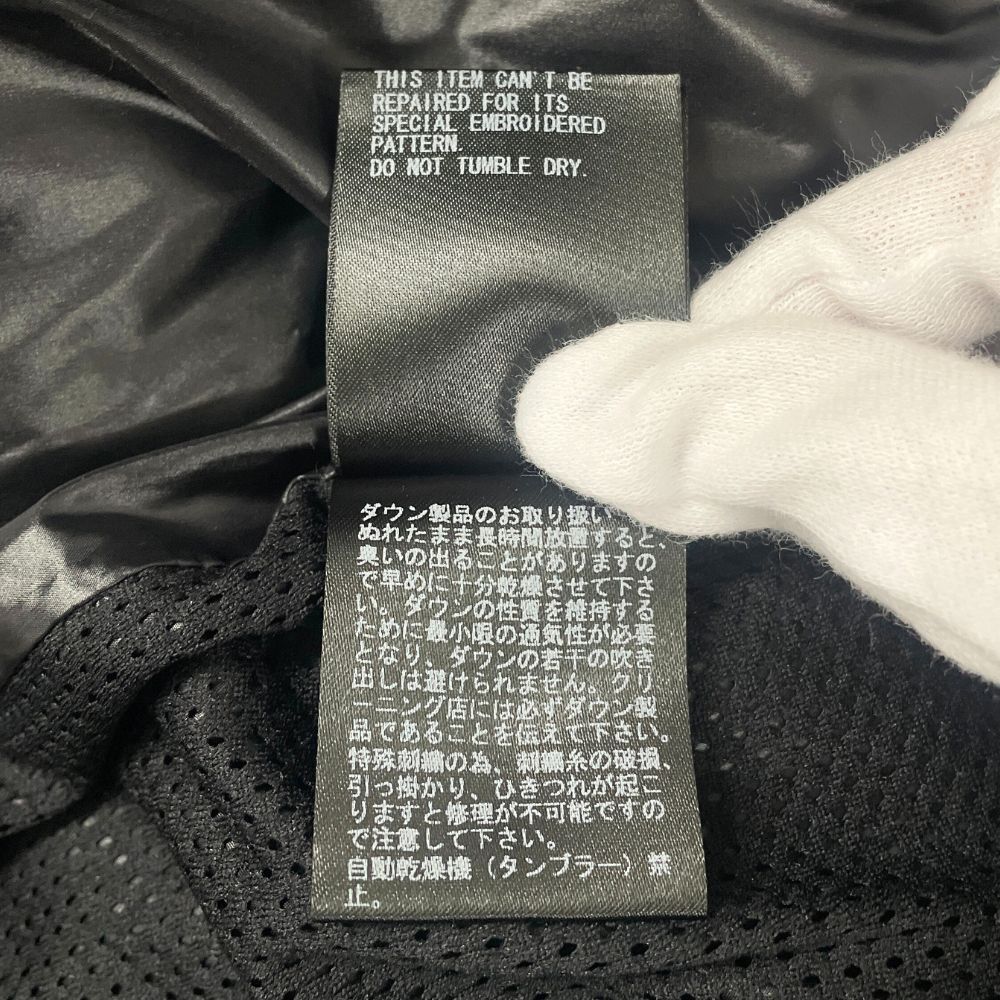 THIS ITEM CAN'T BE
REPAIRED FOR ITS
SPECIAL EMBROIDERED
PATTERN.
DO NOT TUMBLE DRY.
ダウン製品のお取り扱い
ぬれたまま長時間放置すると、
臭いの出ることがありますの
で早めに十分乾燥させて下さ
い。ダウンの性質を維持する
ために最小限の通気性が必要
となり、ダウンの若干の吹き
出しは避けられません。クリ
ーニング店には必ずダウン製
品であることを伝えて下さい。
特殊刺繍の為、刺繍糸の破損、
引っ掛かり、ひきつれが起こ
りますと修理が不可能ですの
で注意して下さい。
自動乾燥機（タンブラー）禁
止。